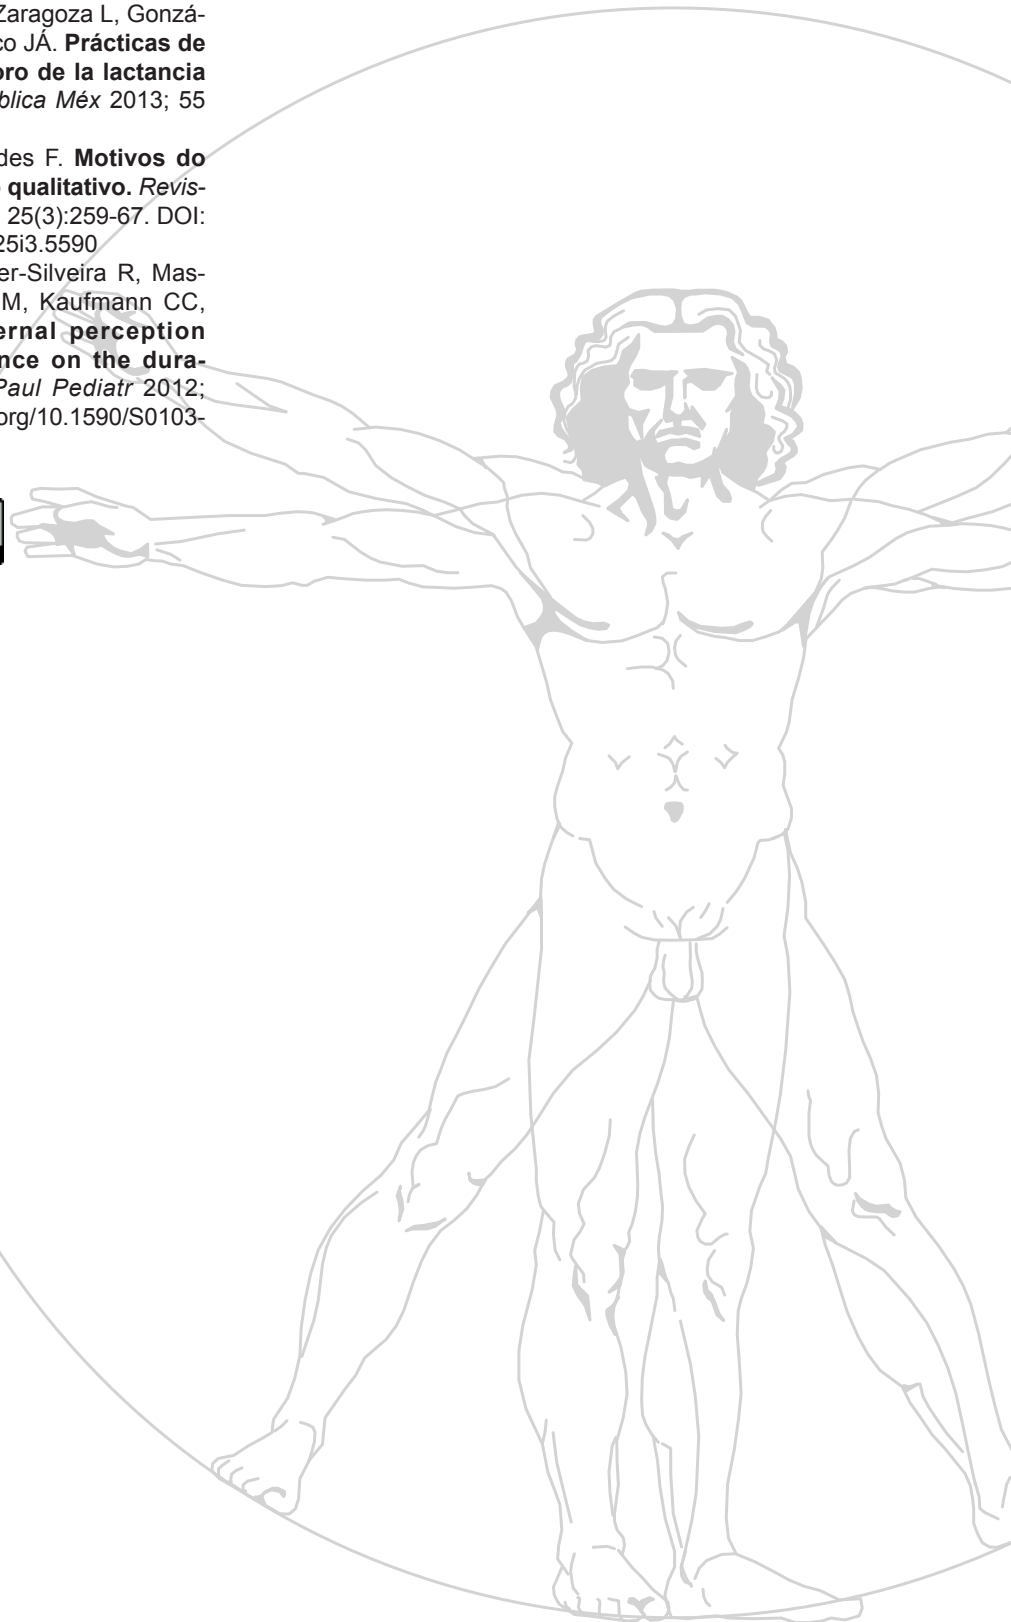 Zaragoza L, Gonzá-
co JÁ. Prácticas de
oro de la lactancia
blica Méx 2013; 55
des F. Motivos do
qualitativo. Revis-
25(3):259-67. DOI:
25i3.5590
er-Silveira R, Mas-
M, Kaufmann CC,
ernal perception
nce on the dura-
Paul Pediatr 2012;
org/10.1590/S0103-